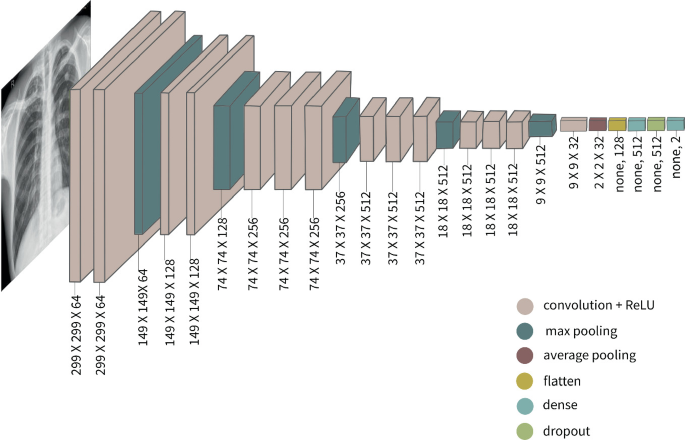 299 X 299 X 64
299 X 299 X 64
149 X 149X 64
149 X 149 X 128
149 X 149 X 128
74 X 74 X 128
74 X 74 X 256
74 X 74 X 256
74 X 74 X 256
37 X 37 X 256
37 X 37 X 512
37 X 37 X 512
37 X 37 X 512
18 X 18 X 512
18 X 18 X 512
18 X 18 X 512
18 X 18 X 512
9 X 9 X 512
9 X 9 X 32
2 X 2 X 32
none, 128
none, 512
none, 512
none, 2
convolution + ReLU
max pooling
average pooling
flatten
dense
dropout